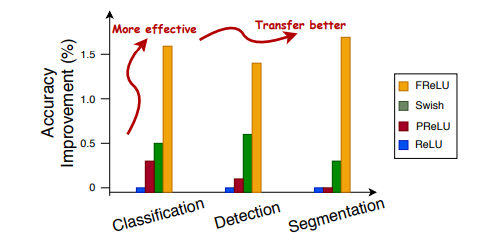 More effective
Transfer better
Accuracy
Improvement (%)
1.5
1.0
0.5
0
Classification
Detection
Segmentation
FReLU
Swish
PReLU
ReLU